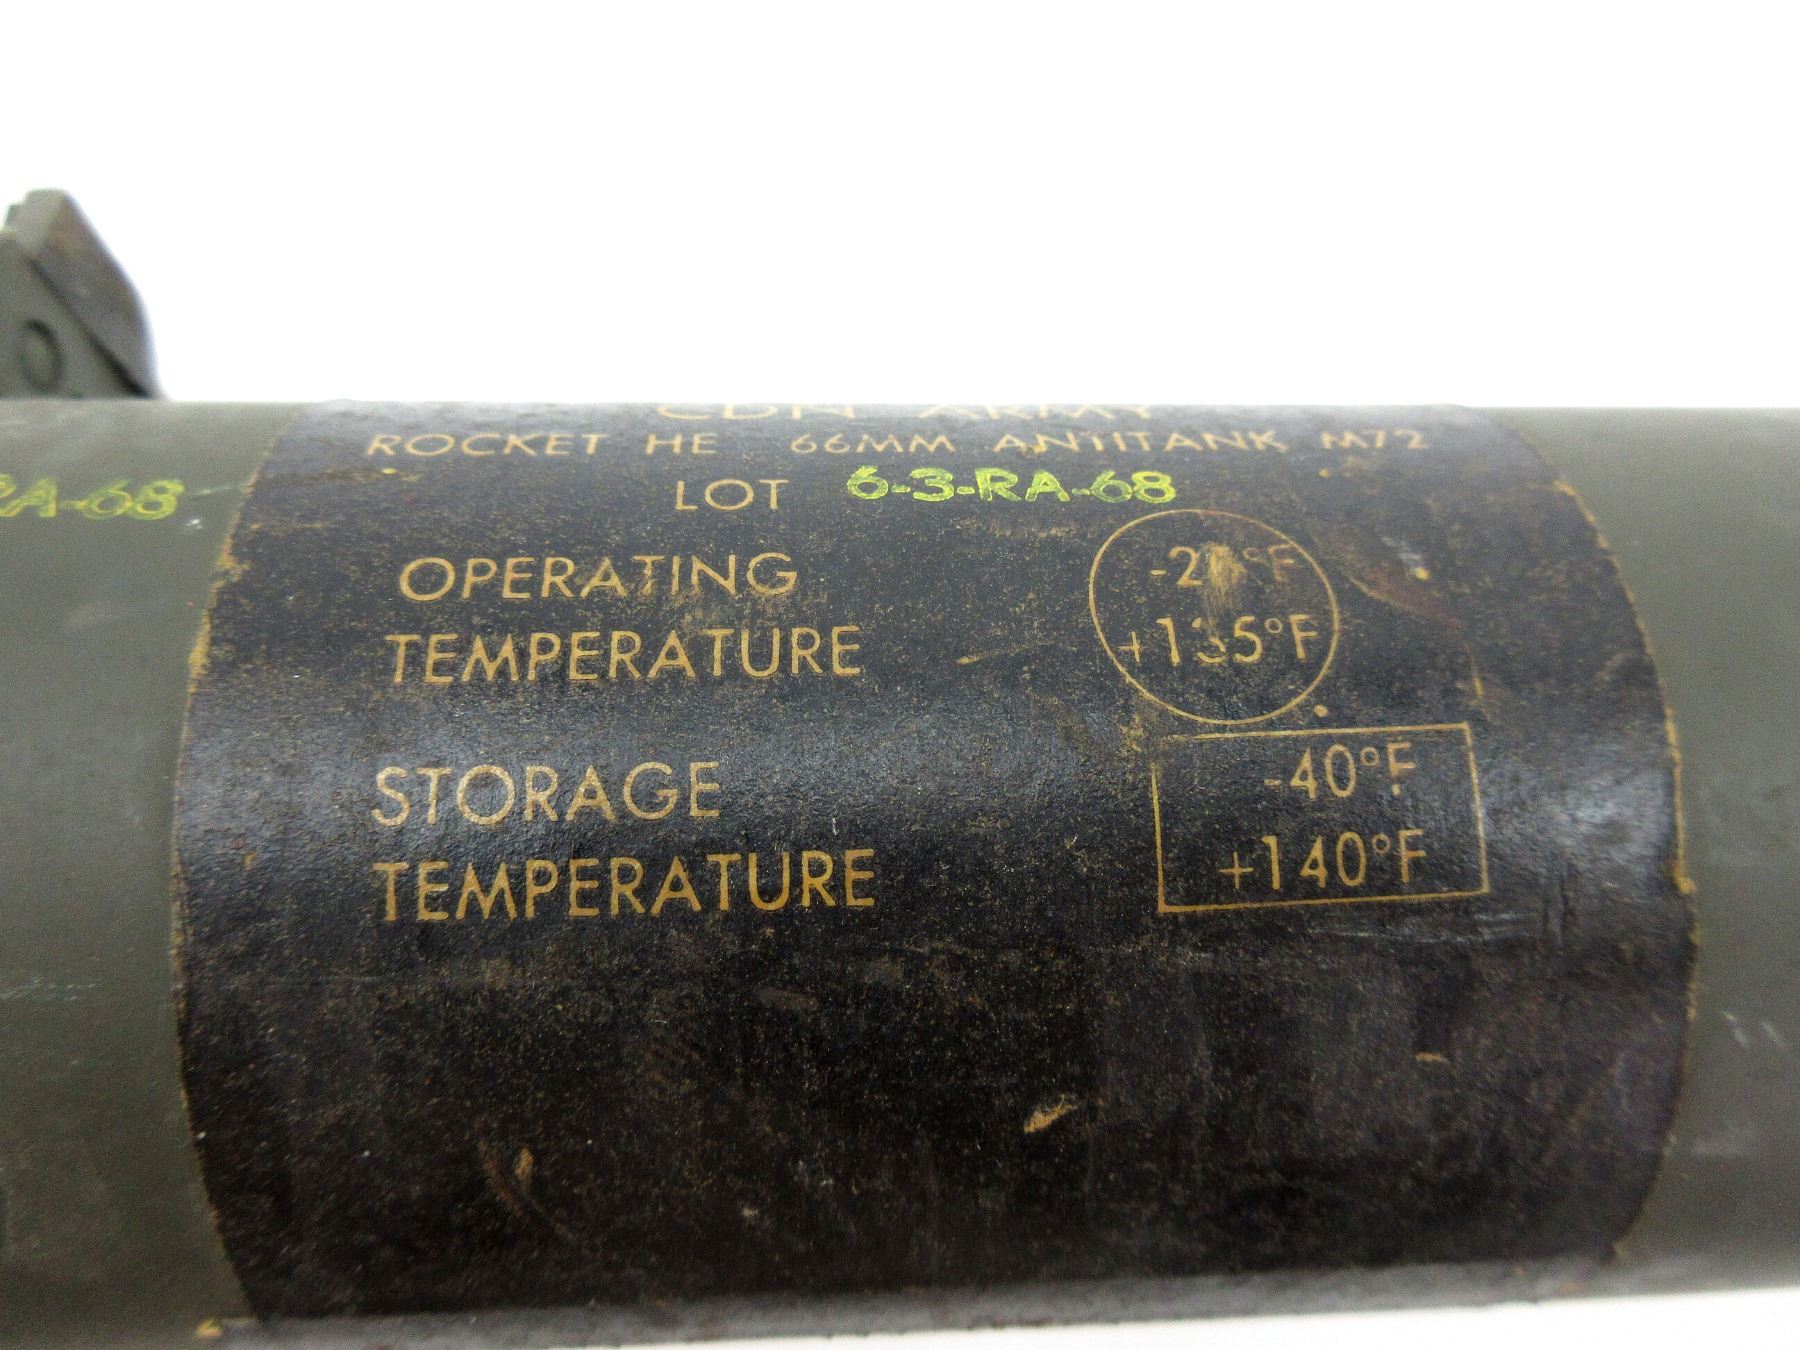 CDN ARMY
ROCKET HE 66MM ANTITANK M72
RA-68
LOT 6-3-RA-68
OPERATING
TEMPERATURE
+135°F
STORAGE
TEMPERATURE
-40°F
+140°F